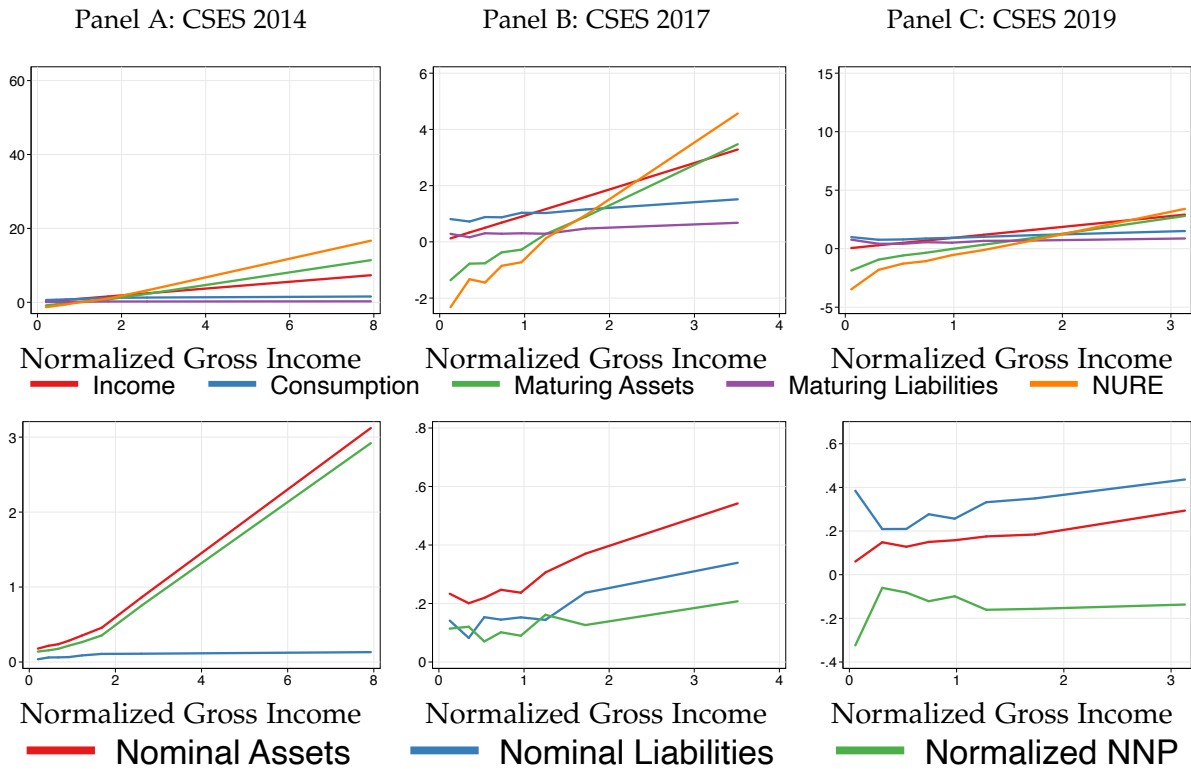 Panel A: CSES 2014
Panel B: CSES 2017
Panel C: CSES 2019
60
40
20
0
0 2 4 6 8
6
4
2
0
-2
0 1 2 3 4
15
10
5
0
-5
0 1 2 3
Normalized Gross Income
Normalized Gross Income
Normalized Gross Income
Income Consumption Maturing Assets Maturing Liabilities NURE
3
2
1
0
0 2 4 6 8
.8
.6
.4
.2
0
0 1 2 3 4
.4
.2
0
-.2
-.4
0 1 2 3
Normalized Gross Income
Normalized Gross Income
Normalized Gross Income
Nominal Assets Nominal Liabilities Normalized NNP